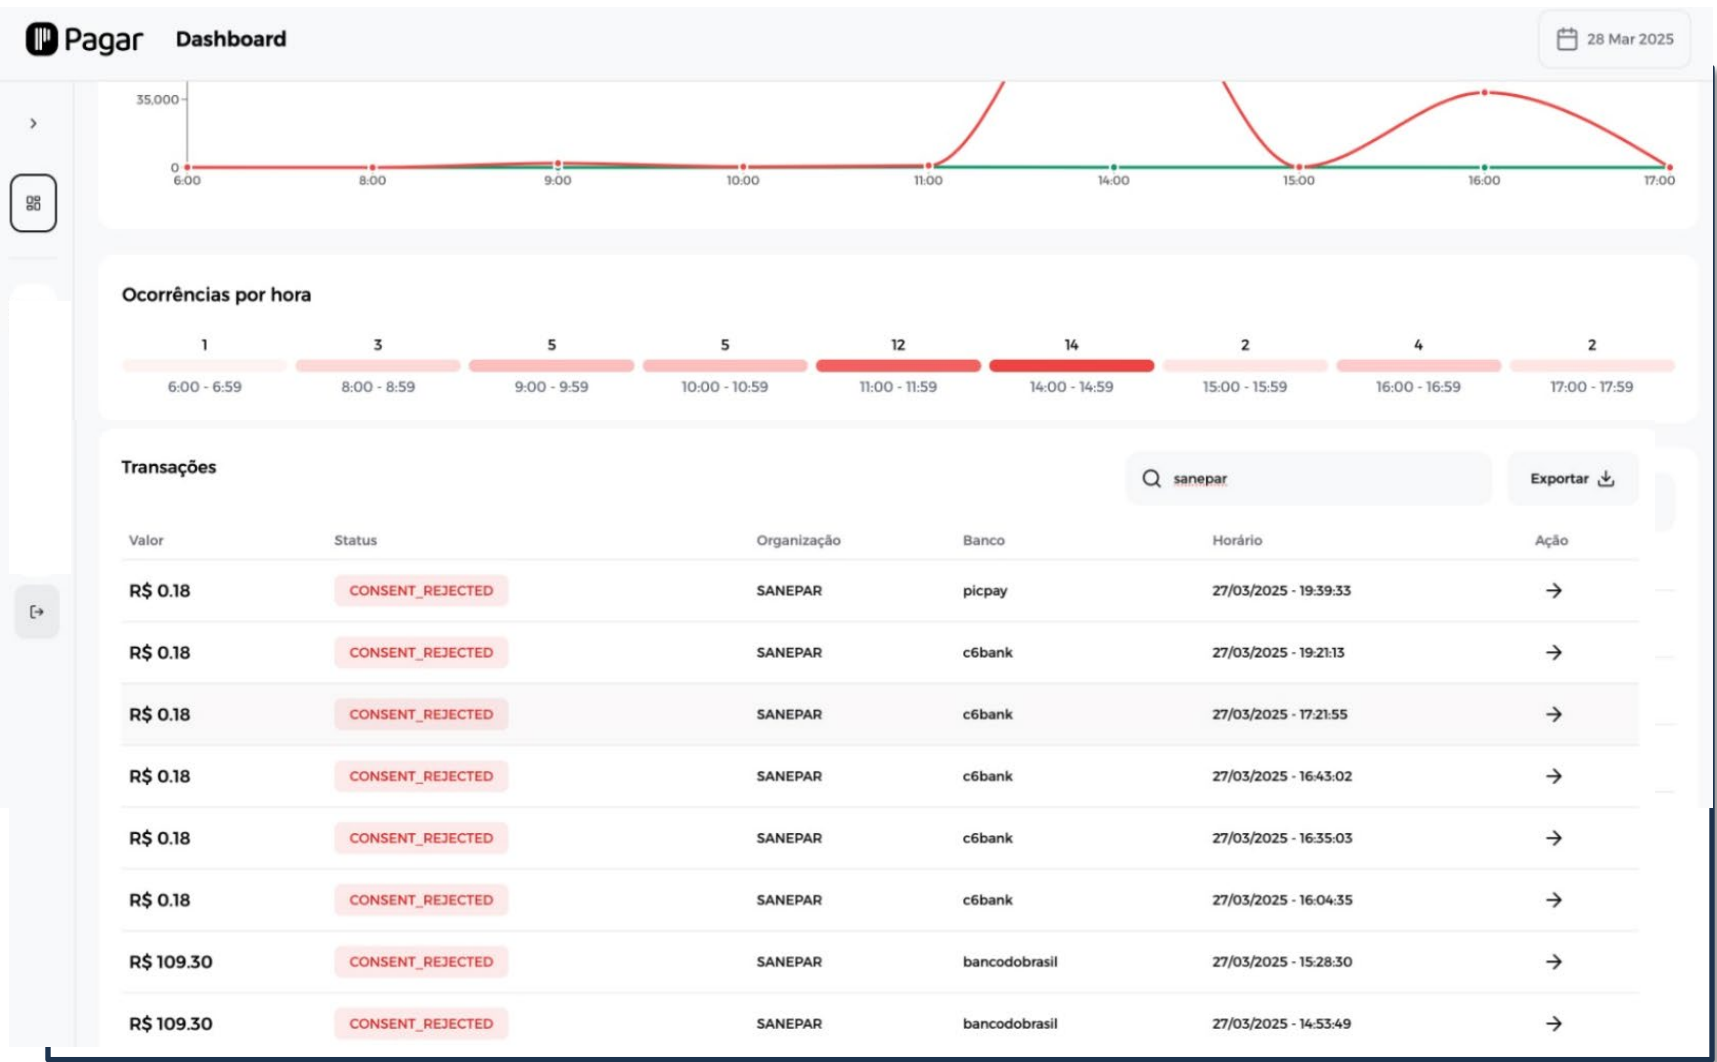 Pagar Dashboard 28 Mar 2025
35,000
0
6:00 8:00 9:00 10:00 11:00 14:00 15:00 16:00 17:00
Ocorrências por hora
1 3 5 5 12 14 2 4 2
6:00 - 6:59 8:00 - 8:59 9:00 - 9:59 10:00 - 10:59 11:00 - 11:59 14:00 - 14:59 15:00 - 15:59 16:00 - 16:59 17:00 - 17:59
Transações sanepar Exportar
Valor Status Organização Banco Horário Ação
R$ 0.18 CONSENT_REJECTED SANEPAR picpay 27/03/2025 - 19:39:33
R$ 0.18 CONSENT_REJECTED SANEPAR c6bank 27/03/2025 - 19:21:13
R$ 0.18 CONSENT_REJECTED SANEPAR c6bank 27/03/2025 - 17:21:55
R$ 0.18 CONSENT_REJECTED SANEPAR c6bank 27/03/2025 - 16:43:02
R$ 0.18 CONSENT_REJECTED SANEPAR c6bank 27/03/2025 - 16:35:03
R$ 0.18 CONSENT_REJECTED SANEPAR c6bank 27/03/2025 - 16:04:35
R$ 109.30 CONSENT_REJECTED SANEPAR bancodobrasil 27/03/2025 - 15:28:30
R$ 109.30 CONSENT_REJECTED SANEPAR bancodobrasil 27/03/2025 - 14:53:49